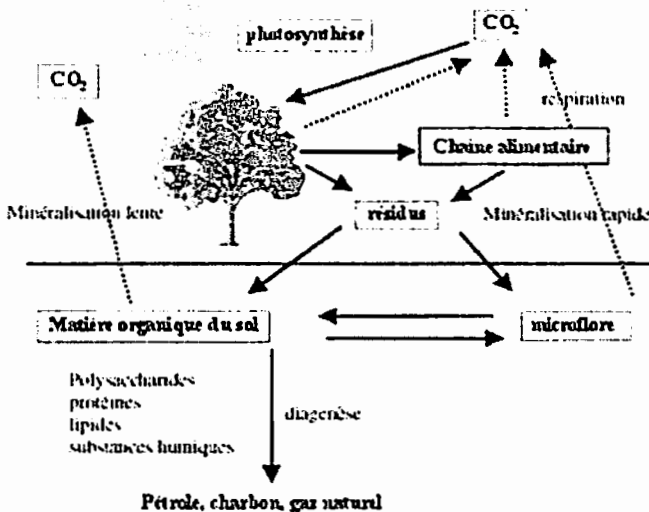 CO₂
photosynthèse
CO₂
respiration
Chaîne alimentaire
Minéralisation lente
résidus
Minéralisation rapide
Matière organique du sol
microflore
Polysaccharides
protéines
lipides
substances humiques
diagenèse
Pétrole, charbon, gaz naturel